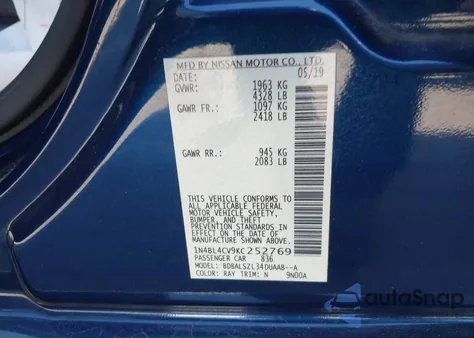 MFD BY NISSAN MOTOR CO., LTD.
DATE: 05/19
GVWR: 1963 KG
4328 LB
GAWR FR.: 1097 KG
2418 LB
GAWR RR.: 945 KG
2083 LB
THIS VEHICLE CONFORMS TO
ALL APPLICABLE FEDERAL
MOTOR VEHICLE SAFETY,
BUMPER, AND THEFT
PREVENTION STANDARDS IN
EFFECT ON THE DATE OF
MANUFACTURE SHOWN ABOVE.
1N4BL4CV9KC252769
PASSENGER CAR 836
MODEL: BDBALSZL34DUAAB--A
COLOR: RAY TRIM: N 9N00A
AutoSnap